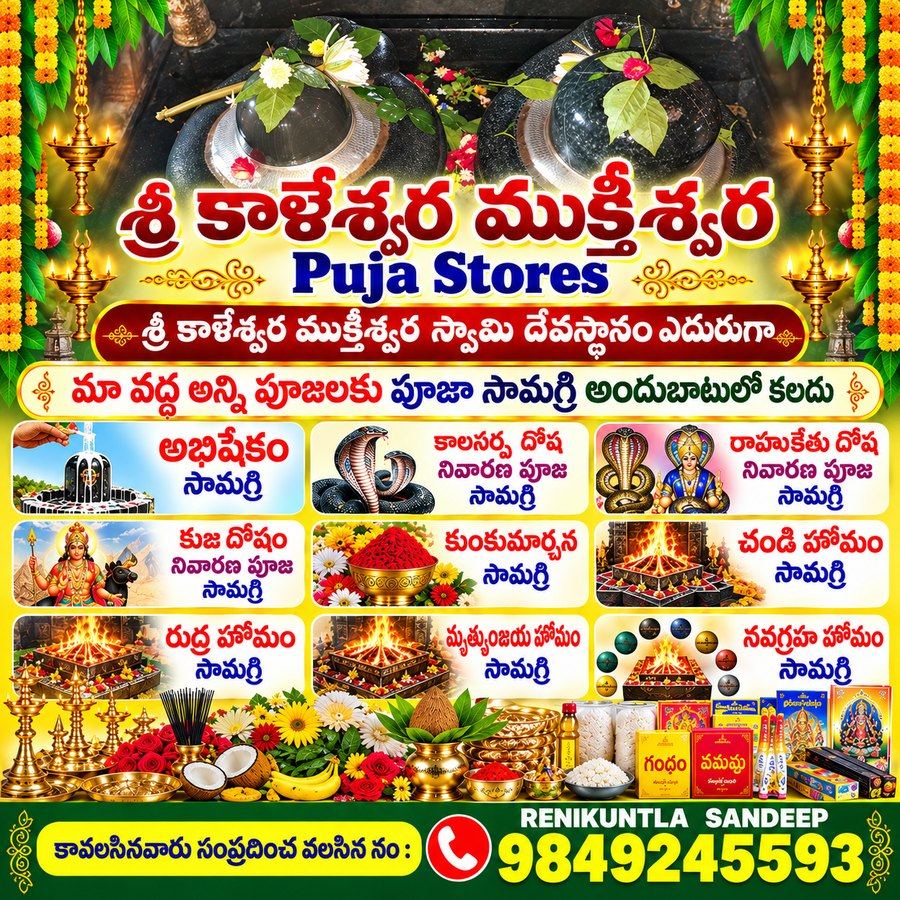 శ్రీ కాళేశ్వర ముక్తీశ్వర
Puja Stores
శ్రీ కాళేశ్వర ముక్తీశ్వర స్వామి దేవస్థానం ఎదురుగా
మా వద్ద అన్ని పూజలకు పూజా సామగ్రి అందుబాటులో కలదు
అభిషేకం
సామగ్రి
కాలసర్ప దోష
నివారణ పూజ
సామగ్రి
రాహుకేతు దోష
నివారణ పూజ
సామగ్రి
కుజ దోషం
నివారణ పూజ
సామగ్రి
కుంకుమార్చన
సామగ్రి
చండి హోమం
సామగ్రి
రుద్ర హోమం
సామగ్రి
మృత్యుంజయ హోమం
సామగ్రి
నవగ్రహ హోమం
సామగ్రి
గంధం
కావలసినవారు సంప్రదించ వలసిన నం :
RENIKUNTLA SANDEEP
9849245593